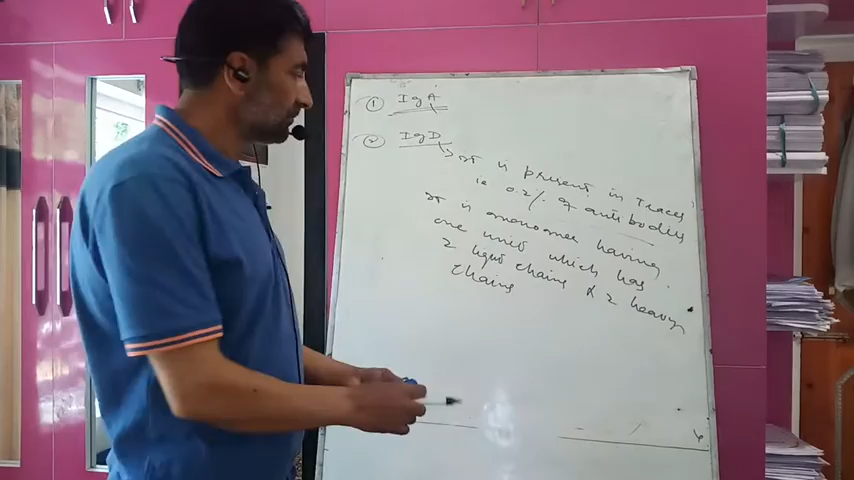 ① IgA
② IgD
→ It is present in Traces
ie 0.2% of antibodies
It is monomer having
one unit which has
2 light chains & 2 heavy
chains